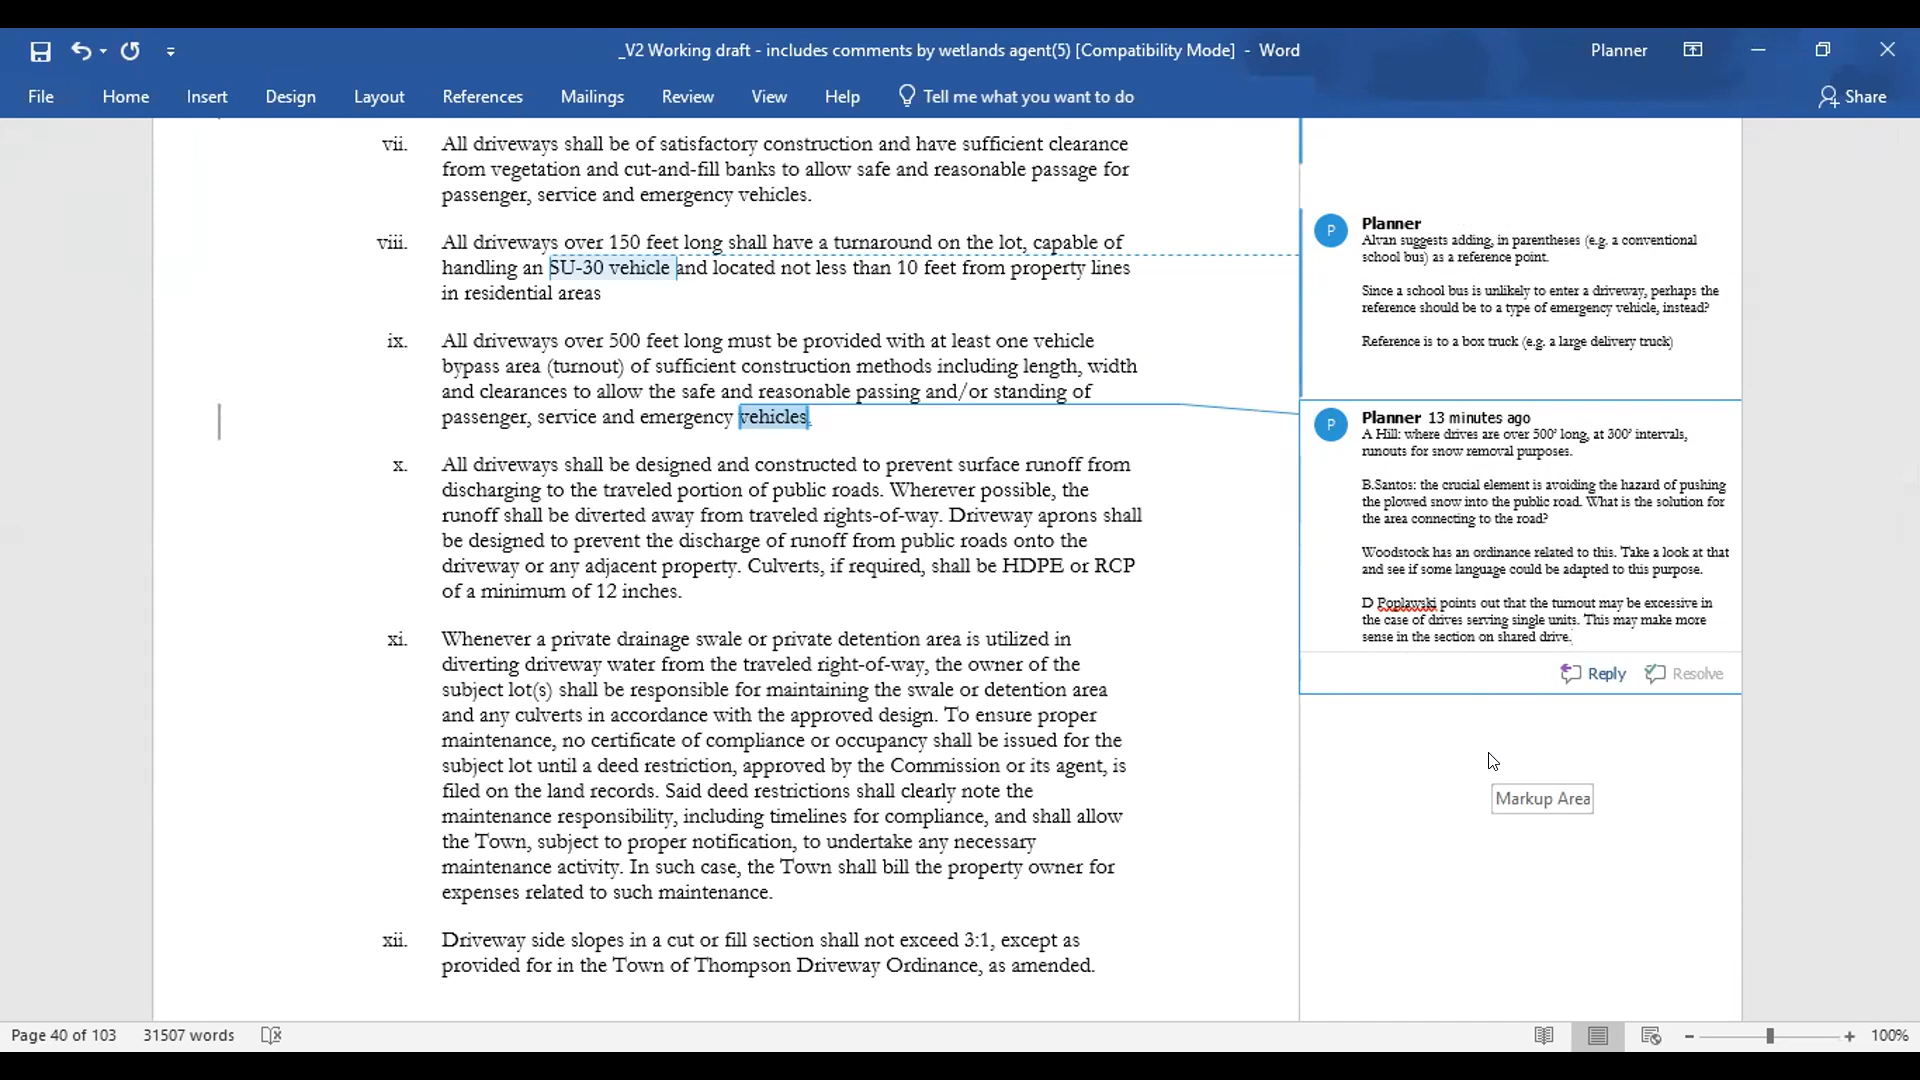 _V2 Working draft - includes comments by wetlands agent(5) [Compatibility Mode] - Word
Planner
File Home Insert Design Layout References Mailings Review View Help Tell me what you want to do Share
vii. All driveways shall be of satisfactory construction and have sufficient clearance
from vegetation and cut-and-fill banks to allow safe and reasonable passage for
passenger, service and emergency vehicles.
viii. All driveways over 150 feet long shall have a turnaround on the lot, capable of
handling an SU-30 vehicle and located not less than 10 feet from property lines
in residential areas
ix. All driveways over 500 feet long must be provided with at least one vehicle
bypass area (turnout) of sufficient construction methods including length, width
and clearances to allow the safe and reasonable passing and/or standing of
passenger, service and emergency vehicles.
x. All driveways shall be designed and constructed to prevent surface runoff from
discharging to the traveled portion of public roads. Wherever possible, the
runoff shall be diverted away from traveled rights-of-way. Driveway aprons shall
be designed to prevent the discharge of runoff from public roads onto the
driveway or any adjacent property. Culverts, if required, shall be HDPE or RCP
of a minimum of 12 inches.
xi. Whenever a private drainage swale or private detention area is utilized in
diverting driveway water from the traveled right-of-way, the owner of the
subject lot(s) shall be responsible for maintaining the swale or detention area
and any culverts in accordance with the approved design. To ensure proper
maintenance, no certificate of compliance or occupancy shall be issued for the
subject lot until a deed restriction, approved by the Commission or its agent, is
filed on the land records. Said deed restrictions shall clearly note the
maintenance responsibility, including timelines for compliance, and shall allow
the Town, subject to proper notification, to undertake any necessary
maintenance activity. In such case, the Town shall bill the property owner for
expenses related to such maintenance.
xii. Driveway side slopes in a cut or fill section shall not exceed 3:1, except as
provided for in the Town of Thompson Driveway Ordinance, as amended.
P
Planner
Alvan suggests adding, in parentheses (e.g. a conventional
school bus) as a reference point.
Since a school bus is unlikely to enter a driveway, perhaps the
reference should be to a type of emergency vehicle, instead?
Reference is to a box truck (e.g. a large delivery truck)
P
Planner 13 minutes ago
A Hill: where drives are over 500' long, at 300' intervals,
runouts for snow removal purposes.
B.Santos: the crucial element is avoiding the hazard of pushing
the plowed snow into the public road. What is the solution for
the area connecting to the road?
Woodstock has an ordinance related to this. Take a look at that
and see if some language could be adapted to this purpose.
D Poplawski points out that the turnout may be excessive in
the case of drives serving single units. This may make more
sense in the section on shared drive.
Reply Resolve
Markup Area
Page 40 of 103 31507 words
100%